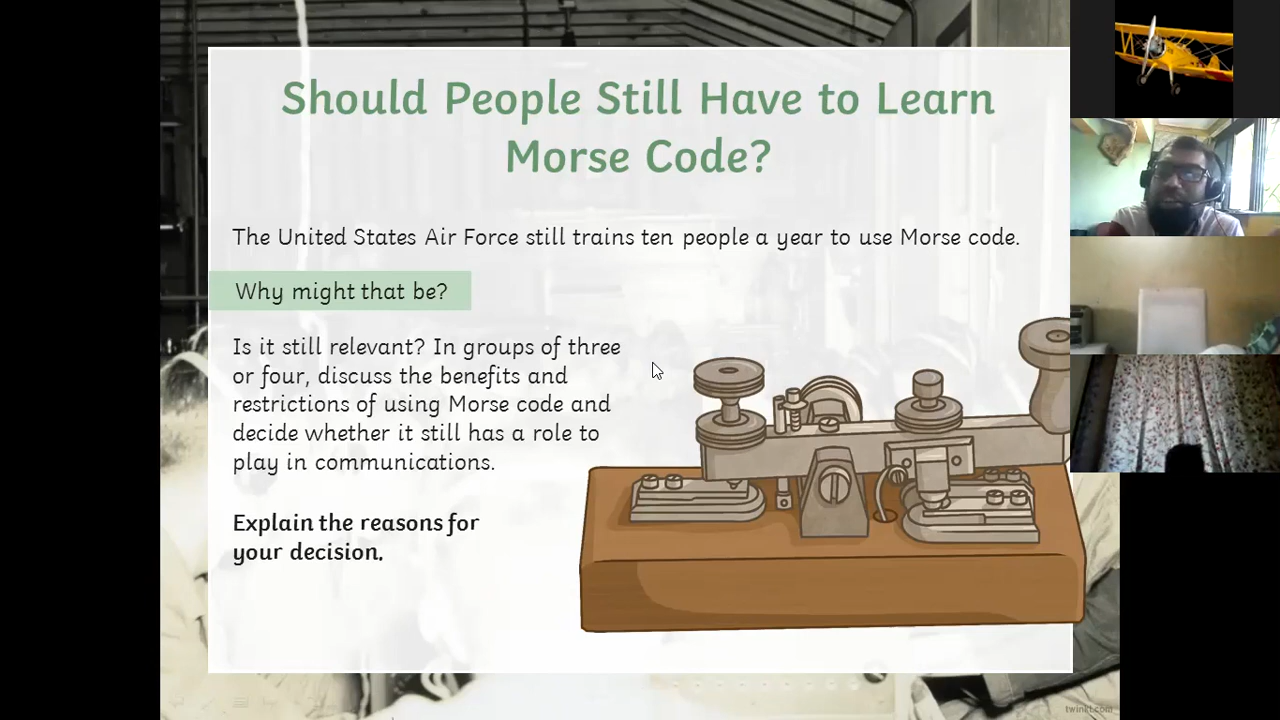 Should People Still Have to Learn
Morse Code?
The United States Air Force still trains ten people a year to use Morse code.
Why might that be?
Is it still relevant? In groups of three
or four, discuss the benefits and
restrictions of using Morse code and
decide whether it still has a role to
play in communications.
Explain the reasons for
your decision.
twinkl.com